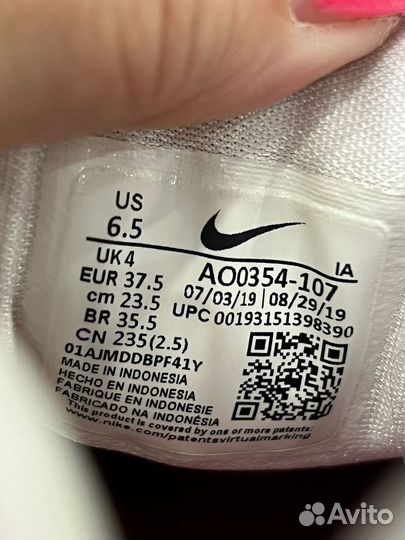 US
6.5
UK 4
EUR 37.5
cm 23.5
BR 35.5
CN 235(2.5)
AO0354-107 IA
07/03/19 | 08/29/19
UPC 00193151398390
01AJMDDBPF41Y
MADE IN INDONESIA
HECHO EN INDONESIA
FABRIQUE EN INDONESIE
FABRICADO NA INDONÉSIA
This product is covered by one or more patents
www.nike.com/patentsvirtualmarking
Avito